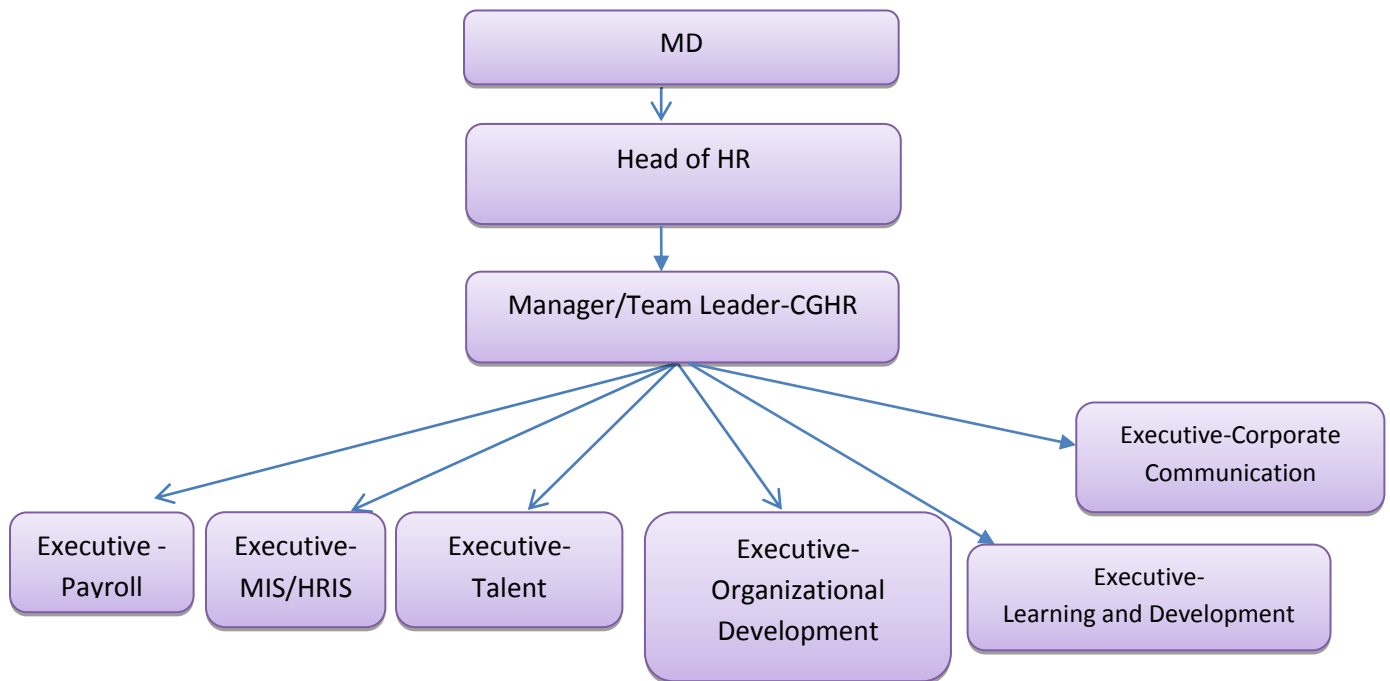 MD
Head of HR
Manager/Team Leader-CGHR
Executive-Corporate
Communication
Executive -
Payroll
Executive-
MIS/HRIS
Executive-
Talent
Executive-
Organizational
Development
Executive-
Learning and Development